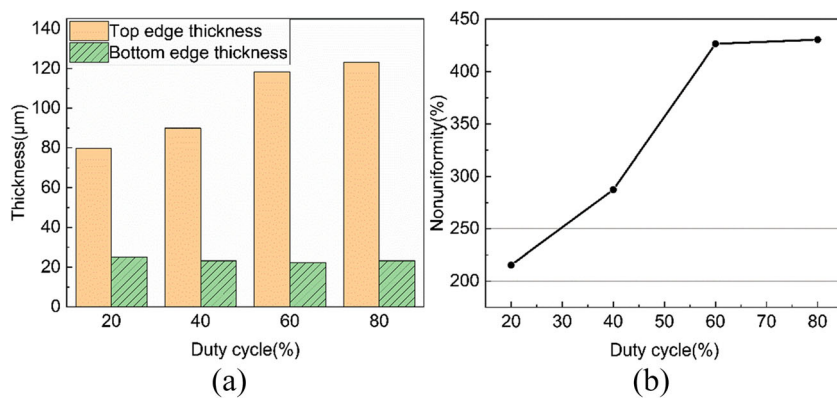 140
120
100
80
60
40
20
0
Thickness(μm)
Top edge thickness
Bottom edge thickness
20 40 60 80
Duty cycle(%)
(a)
450
400
350
300
250
200
Nonuniformity(%)
20 30 40 50 60 70 80
Duty cycle(%)
(b)